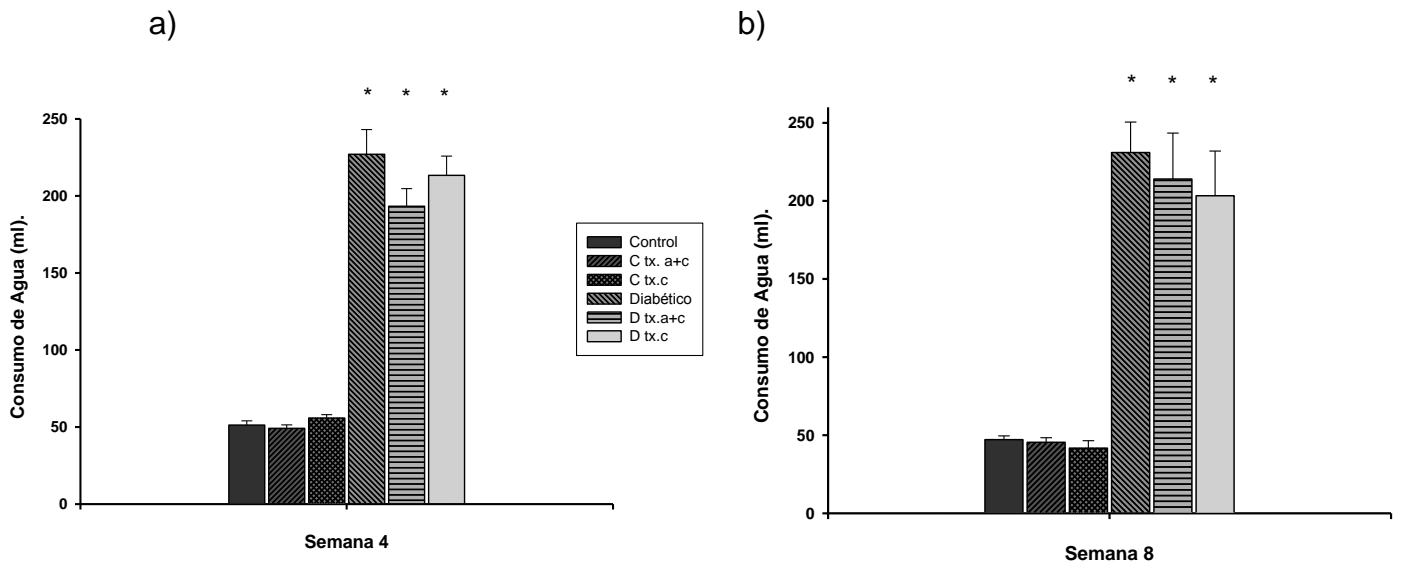 a)
* * *
250
200
150
100
50
0
Consumo de Agua (ml).
Semana 4
Control
C tx. a+c
C tx.c
Diabético
D tx.a+c
D tx.c
b)
* * *
250
200
150
100
50
0
Consumo de Agua (ml).
Semana 8